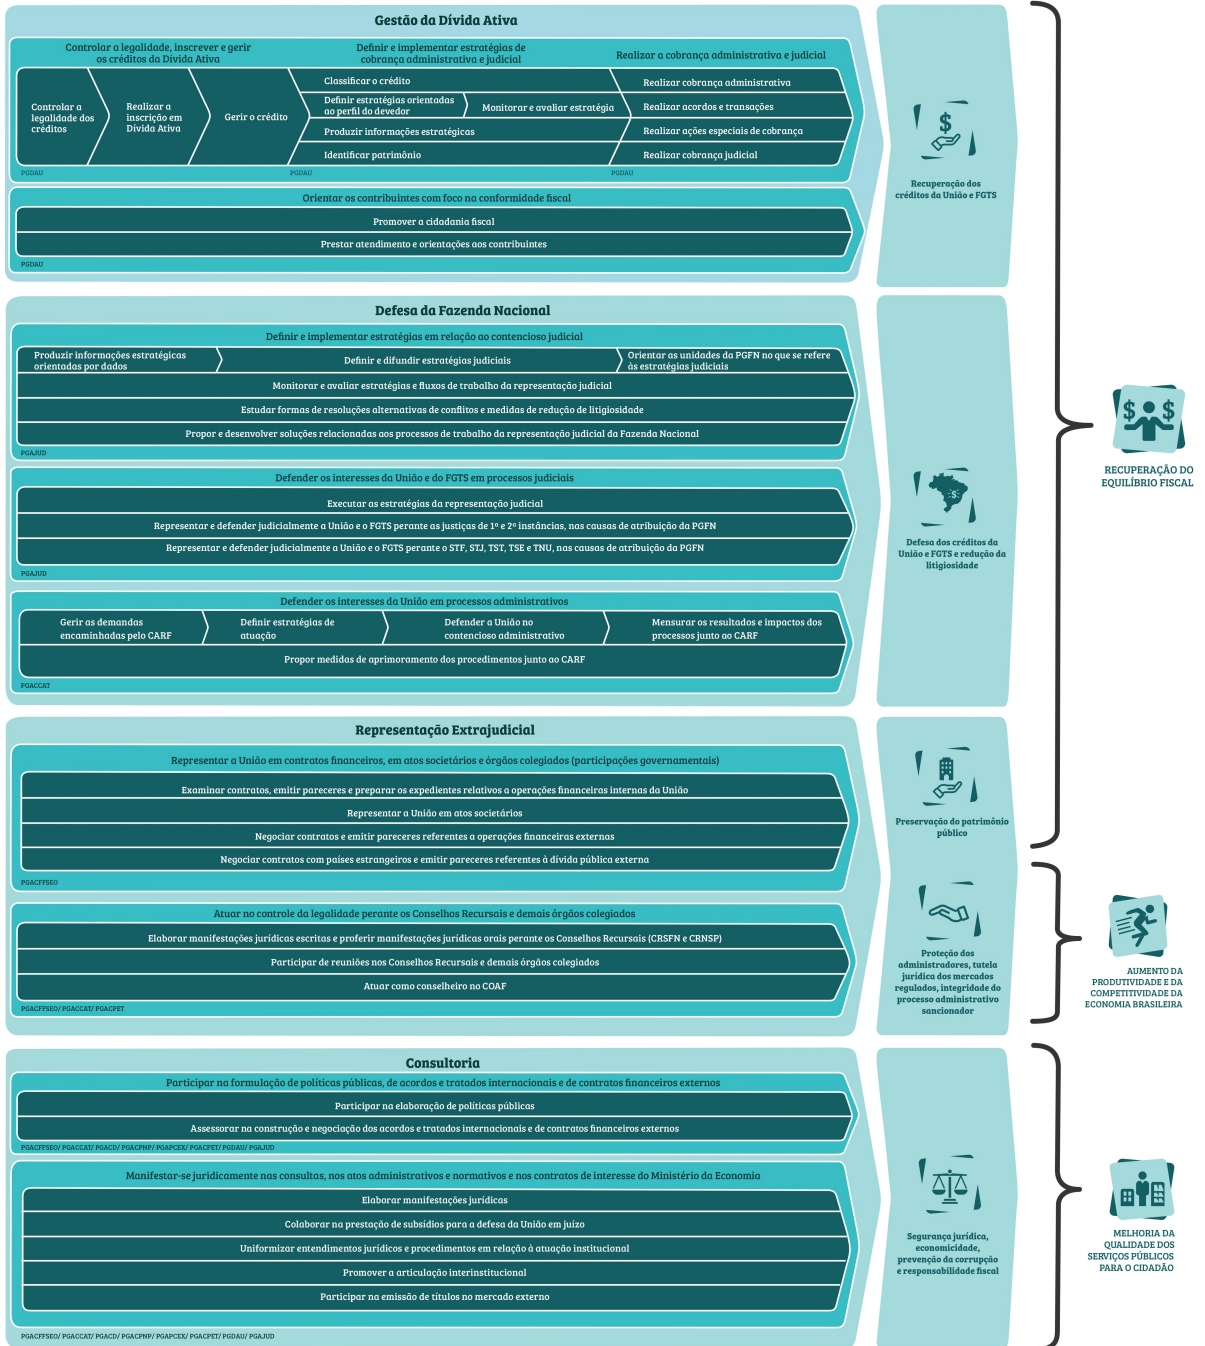 Gestão da Dívida Ativa
Controlar a legalidade, inscrever e gerir
os créditos da Dívida Ativa
Definir e implementar estratégias de
cobrança administrativa e judicial
Realizar a cobrança administrativa e judicial
Controlar a
legalidade dos
créditos
Realizar a
inscrição em
Dívida Ativa
Gerir o crédito
Classificar o crédito
Definir estratégias orientadas
ao perfil do devedor
Monitorar e avaliar estratégia
Produzir informações estratégicas
Identificar patrimônio
Realizar cobrança administrativa
Realizar acordos e transações
Realizar ações especiais de cobrança
Realizar cobrança judicial
PGDAU
PGDAU
PGDAU
Orientar os contribuintes com foco na conformidade fiscal
Promover a cidadania fiscal
Prestar atendimento e orientações aos contribuintes
PGDAU
$
Recuperação dos
créditos da União e FGTS
Defesa da Fazenda Nacional
Definir e implementar estratégias em relação ao contencioso judicial
Produzir informações estratégicas
orientadas por dados
Definir e difundir estratégias judiciais
Orientar as unidades da PGFN no que se refere
às estratégias judiciais
Monitorar e avaliar estratégias e fluxos de trabalho da representação judicial
Estudar formas de resoluções alternativas de conflitos e medidas de redução de litigiosidade
Propor e desenvolver soluções relacionadas aos processos de trabalho da representação judicial da Fazenda Nacional
PGAJUD
Defender os interesses da União e do FGTS em processos judiciais
Executar as estratégias da representação judicial
Representar e defender judicialmente a União e o FGTS perante as justiças de 1ª e 2ª instâncias, nas causas de atribuição da PGFN
Representar e defender judicialmente a União e o FGTS perante o STF, STJ, TST, TSE e TNU, nas causas de atribuição da PGFN
PGAJUD
Defender os interesses da União em processos administrativos
Gerir as demandas
encaminhadas pelo CARF
Definir estratégias de
atuação
Defender a União no
contencioso administrativo
Mensurar os resultados e impactos dos
processos junto ao CARF
Propor medidas de aprimoramento dos procedimentos junto ao CARF
PGACCAT
$
Defesa dos créditos da
União e FGTS e redução da
litigiosidade
$ $
RECUPERAÇÃO DO
EQUILÍBRIO FISCAL
Representação Extrajudicial
Representar a União em contratos financeiros, em atos societários e órgãos colegiados (participações governamentais)
Examinar contratos, emitir pareceres e preparar os expedientes relativos a operações financeiras internas da União
Representar a União em atos societários
Negociar contratos e emitir pareceres referentes a operações financeiras externas
Negociar contratos com países estrangeiros e emitir pareceres referentes à dívida pública externa
PGACFFSEO
Atuar no controle da legalidade perante os Conselhos Recursais e demais órgãos colegiados
Elaborar manifestações jurídicas escritas e proferir manifestações jurídicas orais perante os Conselhos Recursais (CRSFN e CRNSP)
Participar de reuniões nos Conselhos Recursais e demais órgãos colegiados
Atuar como conselheiro no COAF
PGACFFSEO/ PGACCAT/ PGACPET
Preservação do patrimônio
público
Proteção dos
administradores, tutela
jurídica dos mercados
regulados, integridade do
processo administrativo
sancionador
AUMENTO DA
PRODUTIVIDADE E DA
COMPETITIVIDADE DA
ECONOMIA BRASILEIRA
Consultoria
Participar na formulação de políticas públicas, de acordos e tratados internacionais e de contratos financeiros externos
Participar na elaboração de políticas públicas
Assessorar na construção e negociação dos acordos e tratados internacionais e de contratos financeiros externos
PGACFFSEO/ PGACCAT/ PGACD/ PGACPNP/ PGAPCEX/ PGACPET/ PGDAU/ PGAJUD
Manifestar-se juridicamente nas consultas, nos atos administrativos e normativos e nos contratos de interesse do Ministério da Economia
Elaborar manifestações jurídicas
Colaborar na prestação de subsídios para a defesa da União em juízo
Uniformizar entendimentos jurídicos e procedimentos em relação à atuação institucional
Promover a articulação interinstitucional
Participar na emissão de títulos no mercado externo
PGACFFSEO/ PGACCAT/ PGACD/ PGACPNP/ PGAPCEX/ PGACPET/ PGDAU/ PGAJUD
Segurança jurídica,
economicidade,
prevenção da corrupção
e responsabilidade fiscal
MELHORIA DA
QUALIDADE DOS
SERVIÇOS PÚBLICOS
PARA O CIDADÃO